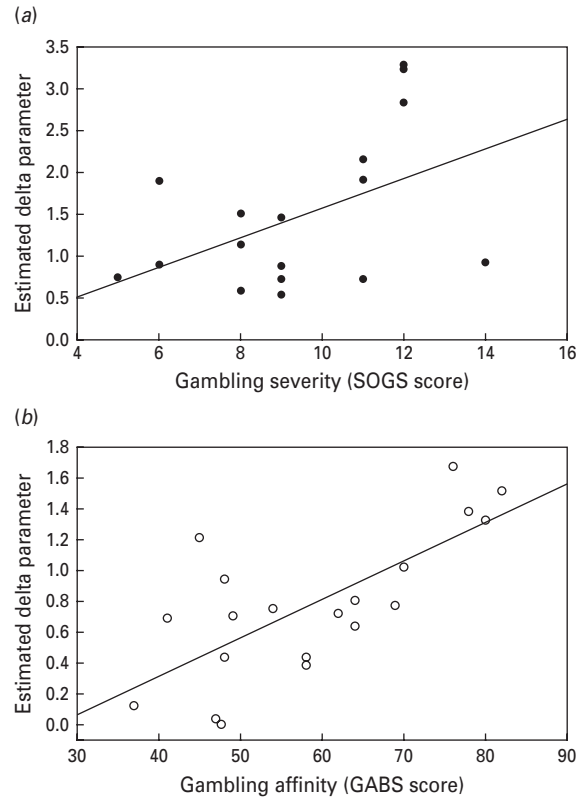 (a)
3.5
3.0
2.5
2.0
1.5
1.0
0.5
0.0
Estimated delta parameter
4 6 8 10 12 14 16
Gambling severity (SOGS score)
(b)
1.8
1.6
1.4
1.2
1.0
0.8
0.6
0.4
0.2
0.0
Estimated delta parameter
30 40 50 60 70 80 90
Gambling affinity (GABS score)